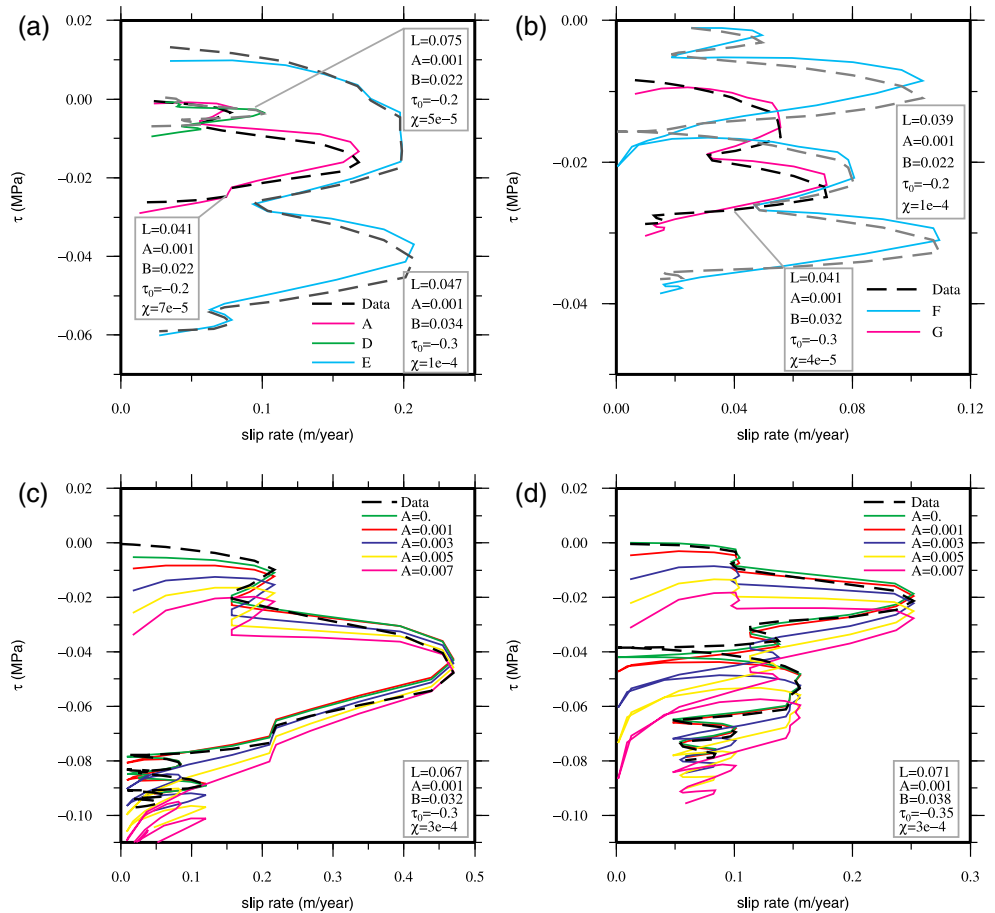 (a)
0.00
−0.02
−0.04
−0.06
τ (MPa)
0.0
0.1
0.2
slip rate (m/year)
L=0.075
A=0.001
B=0.022
τ0=−0.2
χ=5e−5
L=0.041
A=0.001
B=0.022
τ0=−0.2
χ=7e−5
L=0.047
A=0.001
B=0.034
τ0=−0.3
χ=1e−4
Data
A
D
E
(b)
0.00
−0.02
−0.04
τ (MPa)
0.00
0.04
0.08
0.12
slip rate (m/year)
L=0.039
A=0.001
B=0.022
τ0=−0.2
χ=1e−4
L=0.041
A=0.001
B=0.032
τ0=−0.3
χ=4e−5
Data
F
G
(c)
0.02
0.00
−0.02
−0.04
−0.06
−0.08
−0.10
τ (MPa)
0.0
0.1
0.2
0.3
0.4
0.5
slip rate (m/year)
Data
A=0.
A=0.001
A=0.003
A=0.005
A=0.007
L=0.067
A=0.001
B=0.032
τ0=−0.3
χ=3e−4
(d)
0.02
0.00
−0.02
−0.04
−0.06
−0.08
−0.10
τ (MPa)
0.0
0.1
0.2
0.3
slip rate (m/year)
Data
A=0.
A=0.001
A=0.003
A=0.005
A=0.007
L=0.071
A=0.001
B=0.038
τ0=−0.35
χ=3e−4